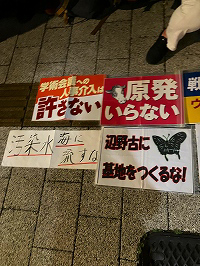 学術会議への
人事介入は
許さない
原発
いらない
戦
ヴ
汚染水
海に
流すな
辺野古に
基地をつくるな!